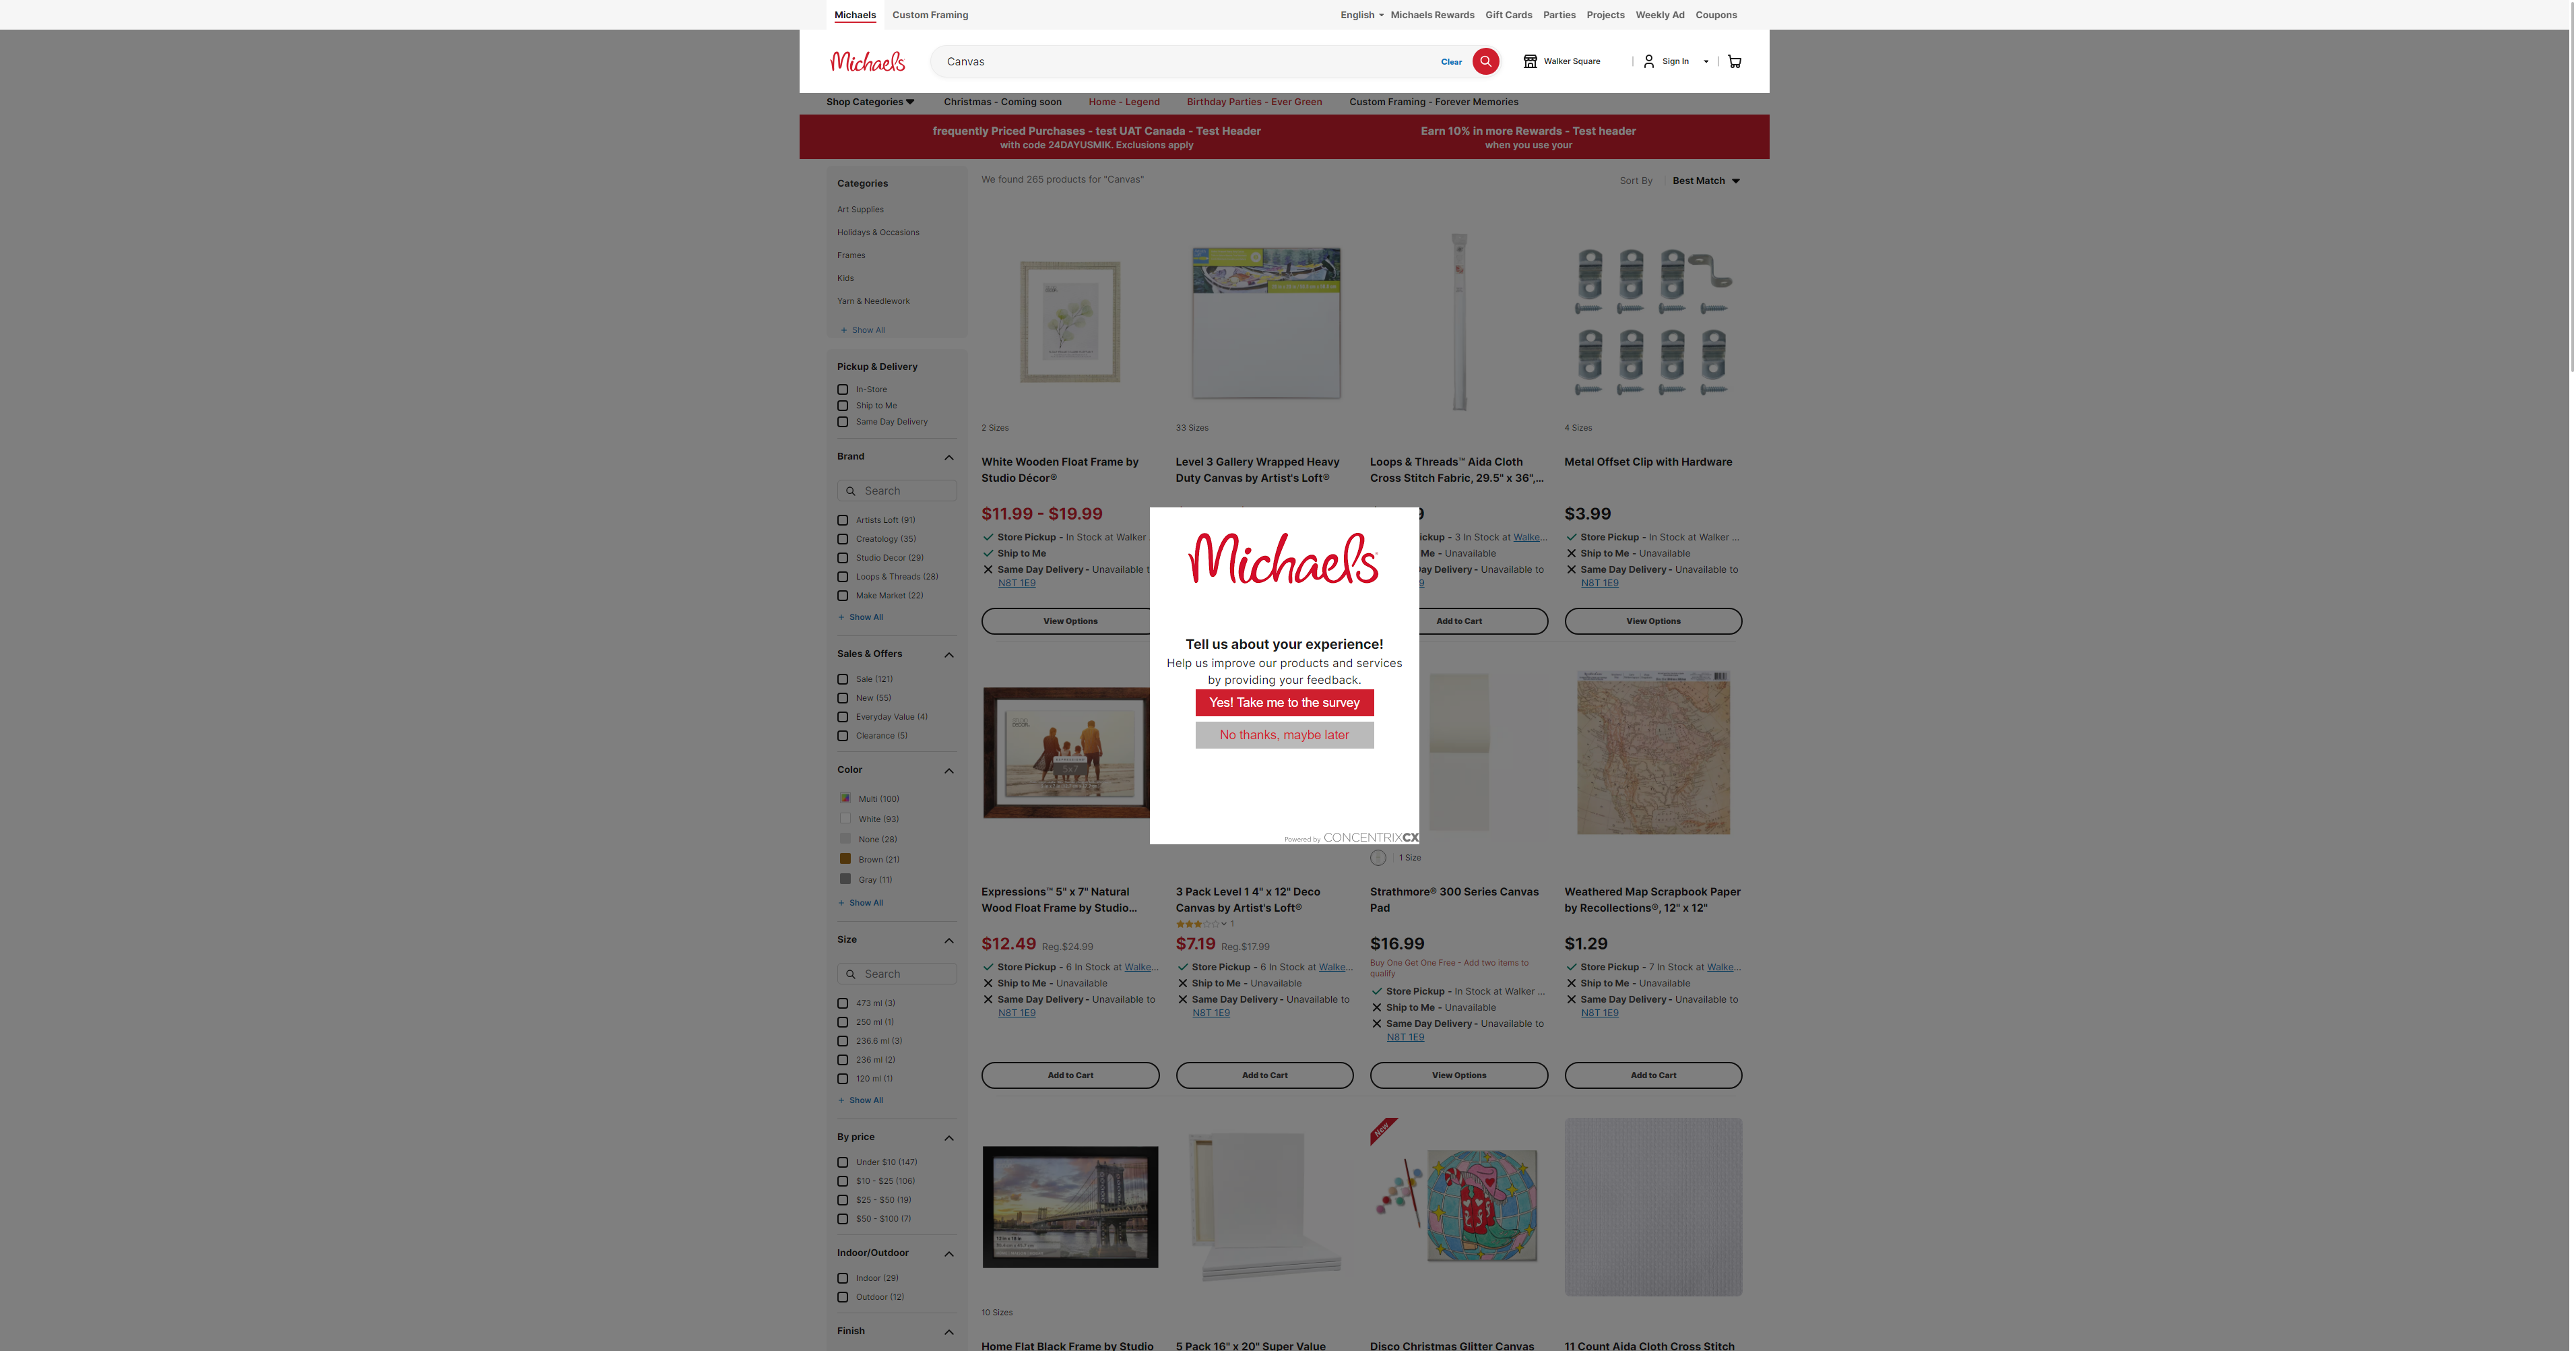 Michaels
Custom Framing
English
Michaels Rewards
Gift Cards
Parties
Projects
Weekly Ad
Coupons
Michaels
Canvas
Clear
Walker Square
Sign In
Shop Categories
Christmas - Coming soon
Home - Legend
Birthday Parties - Ever Green
Custom Framing - Forever Memories
frequently Priced Purchases - test UAT Canada - Test Header
with code 24DAYUSMIK. Exclusions apply
Earn 10% in more Rewards - Test header
when you use your
Categories
Art Supplies
Holidays & Occasions
Frames
Kids
Yarn & Needlework
+ Show All
Pickup & Delivery
In-Store
Ship to Me
Same Day Delivery
Brand
Search
Artists Loft (91)
Creatology (35)
Studio Decor (29)
Loops & Threads (28)
Make Market (22)
+ Show All
Sales & Offers
Sale (121)
New (55)
Everyday Value (4)
Clearance (5)
Color
Multi (100)
White (93)
None (28)
Brown (21)
Gray (11)
+ Show All
Size
Search
473 ml (3)
250 ml (1)
236.6 ml (3)
236 ml (2)
120 ml (1)
+ Show All
By price
Under $10 (147)
$10 - $25 (106)
$25 - $50 (19)
$50 - $100 (7)
Indoor/Outdoor
Indoor (29)
Outdoor (12)
Finish
We found 265 products for "Canvas"
Sort By
Best Match
2 Sizes
White Wooden Float Frame by
Studio Décor®
$11.99 - $19.99
Store Pickup - In Stock at Walker
Ship to Me
Same Day Delivery - Unavailable t
N8T 1E9
View Options
33 Sizes
Level 3 Gallery Wrapped Heavy
Duty Canvas by Artist's Loft®
Loops & Threads™ Aida Cloth
Cross Stitch Fabric, 29.5" x 36",...
9
ickup - 3 In Stock at Walke...
Me - Unavailable
ay Delivery - Unavailable to
9
Add to Cart
4 Sizes
Metal Offset Clip with Hardware
$3.99
Store Pickup - In Stock at Walker ...
Ship to Me - Unavailable
Same Day Delivery - Unavailable to
N8T 1E9
View Options
Michaels
Tell us about your experience!
Help us improve our products and services
by providing your feedback.
Yes! Take me to the survey
No thanks, maybe later
Powered by CONCENTRIXCX
5x7
Expressions™ 5" x 7" Natural
Wood Float Frame by Studio...
$12.49 Reg.$24.99
Store Pickup - 6 In Stock at Walke...
Ship to Me - Unavailable
Same Day Delivery - Unavailable to
N8T 1E9
Add to Cart
3 Pack Level 1 4" x 12" Deco
Canvas by Artist's Loft®
1
$7.19 Reg.$17.99
Store Pickup - 6 In Stock at Walke...
Ship to Me - Unavailable
Same Day Delivery - Unavailable to
N8T 1E9
Add to Cart
1 Size
Strathmore® 300 Series Canvas
Pad
$16.99
Buy One Get One Free - Add two items to
qualify
Store Pickup - In Stock at Walker ...
Ship to Me - Unavailable
Same Day Delivery - Unavailable to
N8T 1E9
View Options
Weathered Map Scrapbook Paper
by Recollections®, 12" x 12"
$1.29
Store Pickup - 7 In Stock at Walke...
Ship to Me - Unavailable
Same Day Delivery - Unavailable to
N8T 1E9
Add to Cart
10 Sizes
Home Flat Black Frame by Studio
5 Pack 16" x 20" Super Value
New
Disco Christmas Glitter Canvas
11 Count Aida Cloth Cross Stitch